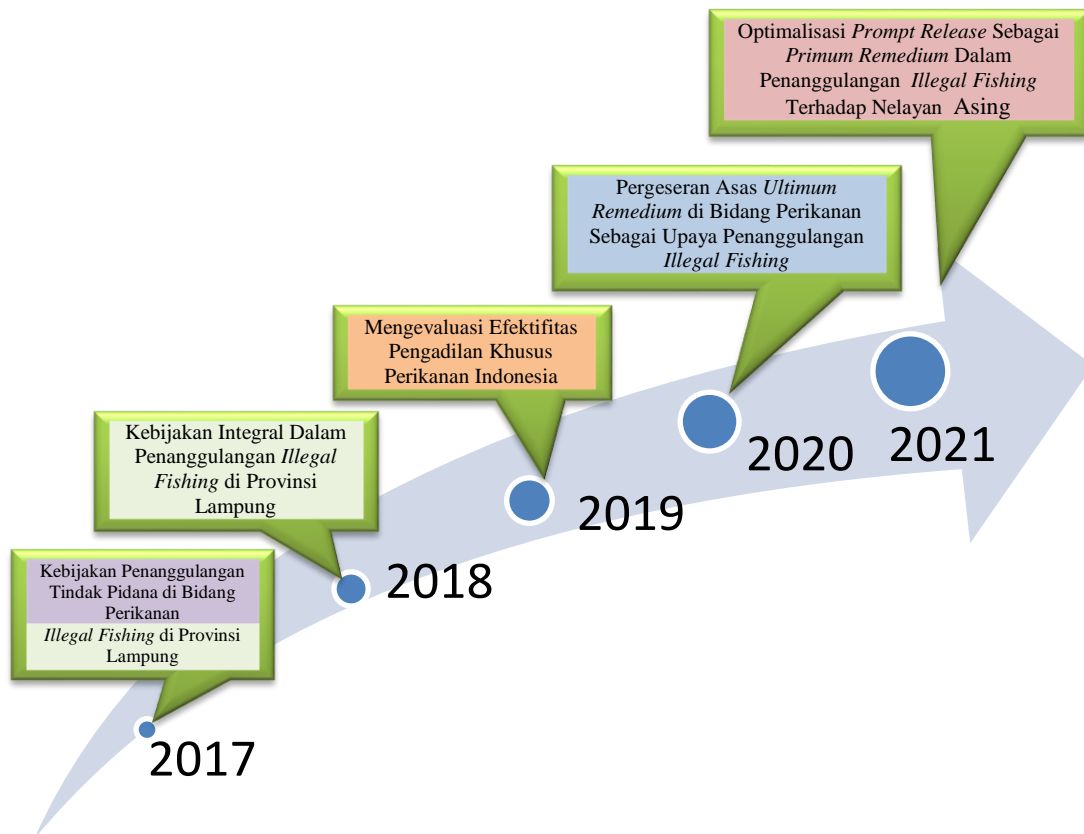 Optimalisasi Prompt Release Sebagai
Primum Remedium Dalam
Penanggulangan Illegal Fishing
Terhadap Nelayan Asing
Pergeseran Asas Ultimum
Remedium di Bidang Perikanan
Sebagai Upaya Penanggulangan
Illegal Fishing
Mengevaluasi Efektifitas
Pengadilan Khusus
Perikanan Indonesia
Kebijakan Integral Dalam
Penanggulangan Illegal
Fishing di Provinsi
Lampung
Kebijakan Penanggulangan
Tindak Pidana di Bidang
Perikanan
Illegal Fishing di Provinsi
Lampung
2017
2018
2019
2020
2021